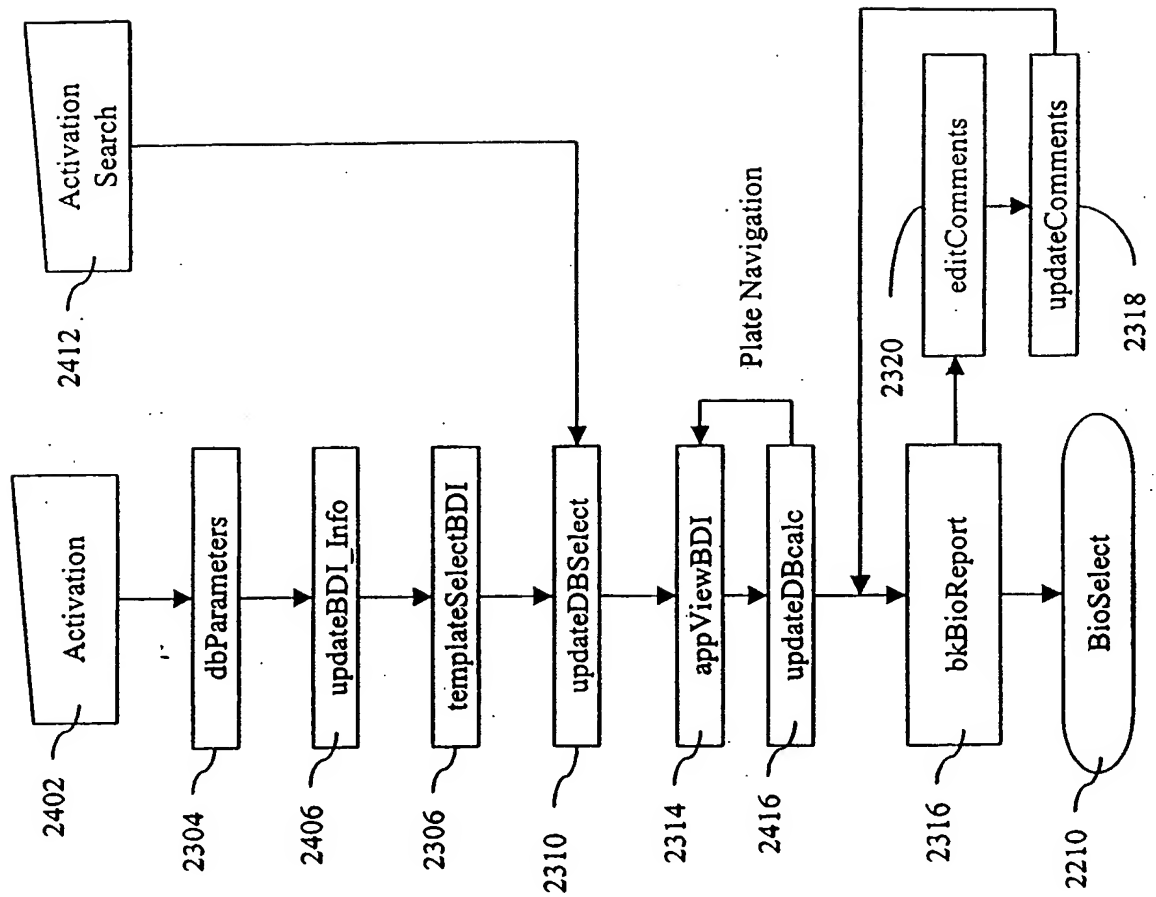 Activation
2402
Activation
Search
2412
dbParameters
2304
updateBDI_Info
2406
templateSelectBDI
2306
updateDBSelect
2310
appViewBDI
2314
Plate Navigation
updateDBcalc
2416
bkBioReport
2316
editComments
2320
updateComments
2318
BioSelect
2210